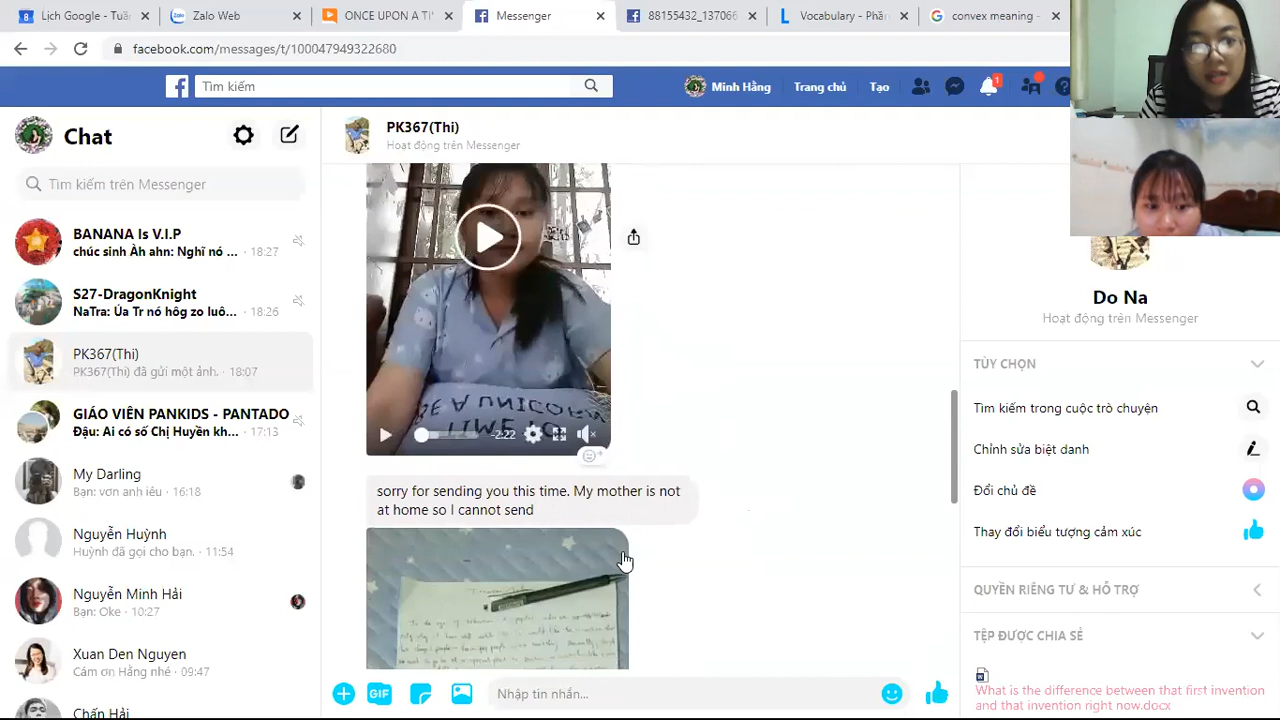 Lịch Google - Tuầ
Zalo Web
ONCE UPON A TI
Messenger
88155432_137066
Vocabulary - Phầ
convex meaning -
facebook.com/messages/t/100047949322680
Tìm kiếm
Minh Hằng
Trang chủ
Tạo
1
Chat
Tìm kiếm trên Messenger
BANANA Is V.I.P
chúc sinh Àh ahn: Nghĩ nó ... · 18:27
S27-DragonKnight
NaTra: Úa Tr nó hôg zo luô... · 18:26
PK367(Thi)
PK367(Thi) đã gửi một ảnh. · 18:07
GIÁO VIÊN PANKIDS - PANTADO
Đậu: Ai có số Chị Huyền kh... · 17:13
My Darling
Bạn: vơn anh iêu · 16:18
Nguyễn Huỳnh
Huỳnh đã gọi cho bạn. · 11:54
Nguyễn Minh Hải
Bạn: Oke · 10:27
Xuan Den Nguyen
Cám ơn Hằng nhé · 09:47
Chấn Hải
PK367(Thi)
Hoạt động trên Messenger
-2:22
sorry for sending you this time. My mother is not
at home so I cannot send
GIF
Nhập tin nhắn...
Do Na
Hoạt động trên Messenger
TÙY CHỌN
Tìm kiếm trong cuộc trò chuyện
Chỉnh sửa biệt danh
Đổi chủ đề
Thay đổi biểu tượng cảm xúc
QUYỀN RIÊNG TƯ & HỖ TRỢ
TỆP ĐƯỢC CHIA SẺ
What is the difference between that first invention
and that invention right now.docx